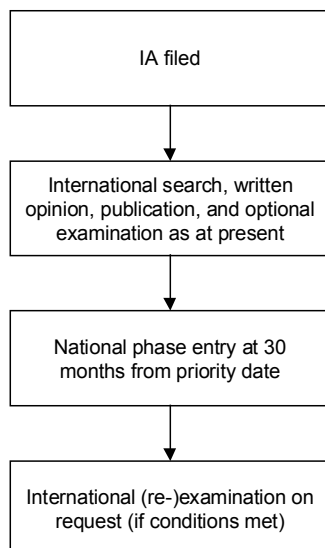 IA filed
International search, written
opinion, publication, and optional
examination as at present
National phase entry at 30
months from priority date
International (re-)examination on
request (if conditions met)